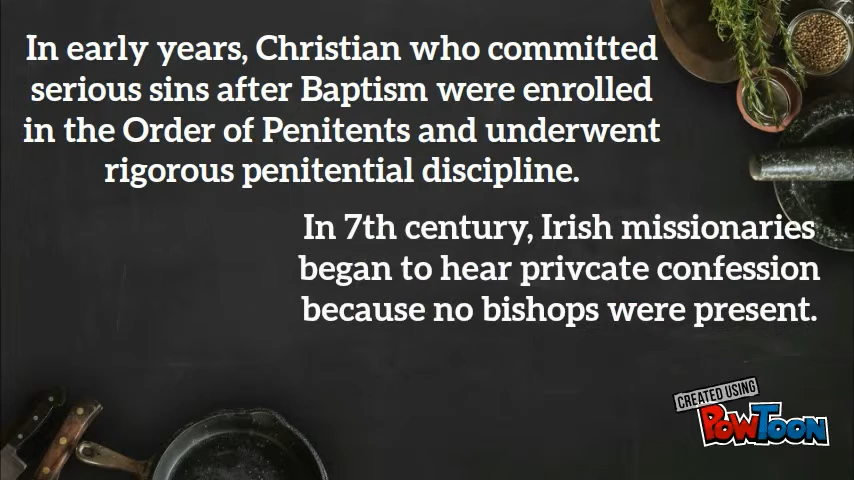 In early years, Christian who committed
serious sins after Baptism were enrolled
in the Order of Penitents and underwent
rigorous penitential discipline.
In 7th century, Irish missionaries
began to hear privcate confession
because no bishops were present.
CREATED USING
POWTOON